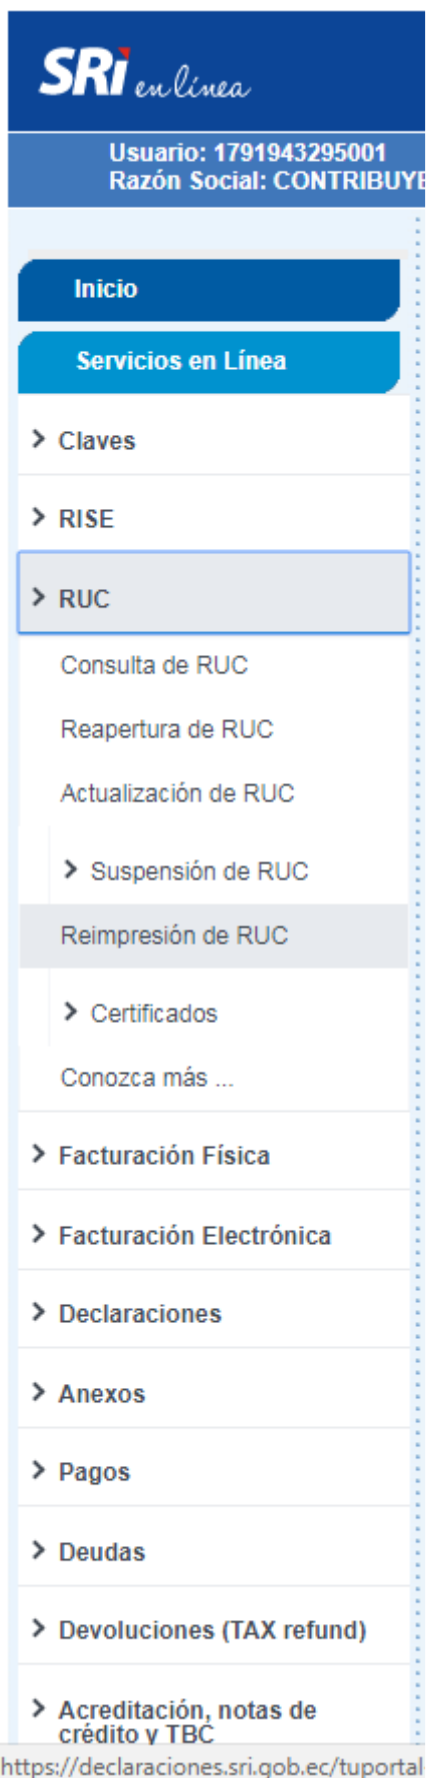 SRi en línea
Usuario: 1791943295001
Razón Social: CONTRIBUYE
Inicio
Servicios en Línea
Claves
RISE
RUC
Consulta de RUC
Reapertura de RUC
Actualización de RUC
Suspensión de RUC
Reimpresión de RUC
Certificados
Conozca más ...
Facturación Física
Facturación Electrónica
Declaraciones
Anexos
Pagos
Deudas
Devoluciones (TAX refund)
Acreditación, notas de
crédito y TBC
https://declaraciones.sri.gob.ec/tuportal-